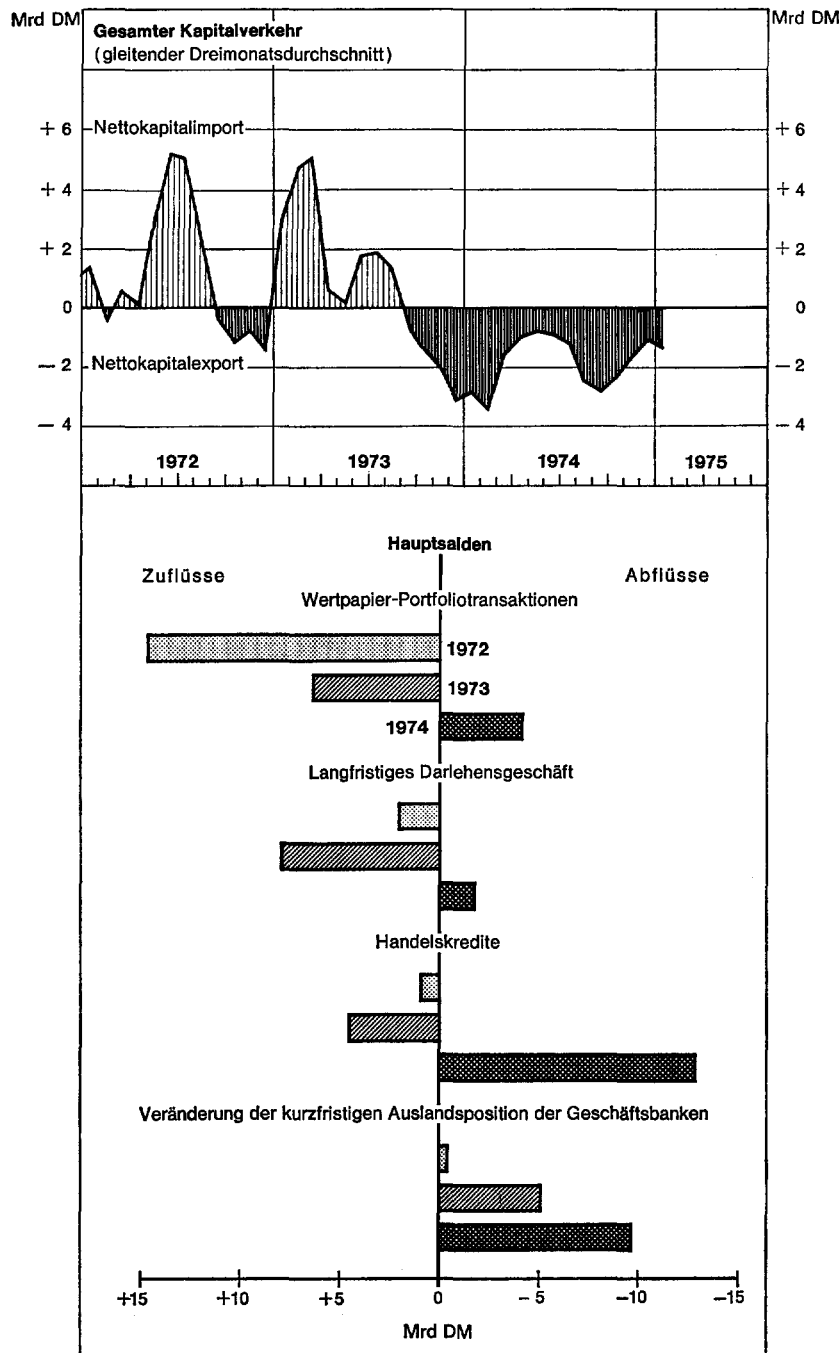 Mrd DM
Mrd DM
Gesamter Kapitalverkehr
(gleitender Dreimonatsdurchschnitt)
+ 6 Nettokapitalimport + 6
+ 4 + 4
+ 2 + 2
0 0
− 2 Nettokapitalexport − 2
− 4 − 4
1972 1973 1974 1975
Hauptsalden
Zuflüsse Abflüsse
Wertpapier-Portfoliotransaktionen
1972
1973
1974
Langfristiges Darlehensgeschäft
Handelskredite
Veränderung der kurzfristigen Auslandsposition der Geschäftsbanken
+15 +10 +5 0 − 5 −10 −15
Mrd DM